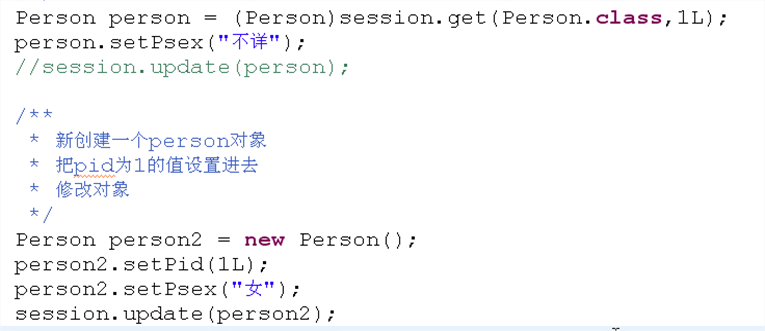 Person person = (Person)session.get(Person.class,1L);
person.setPsex("不详");
//session.update(person);
/**
* 新创建一个person对象
* 把pid为1的值设置进去
* 修改对象
*/
Person person2 = new Person();
person2.setPid(1L);
person2.setPsex("女");
session.update(person2);